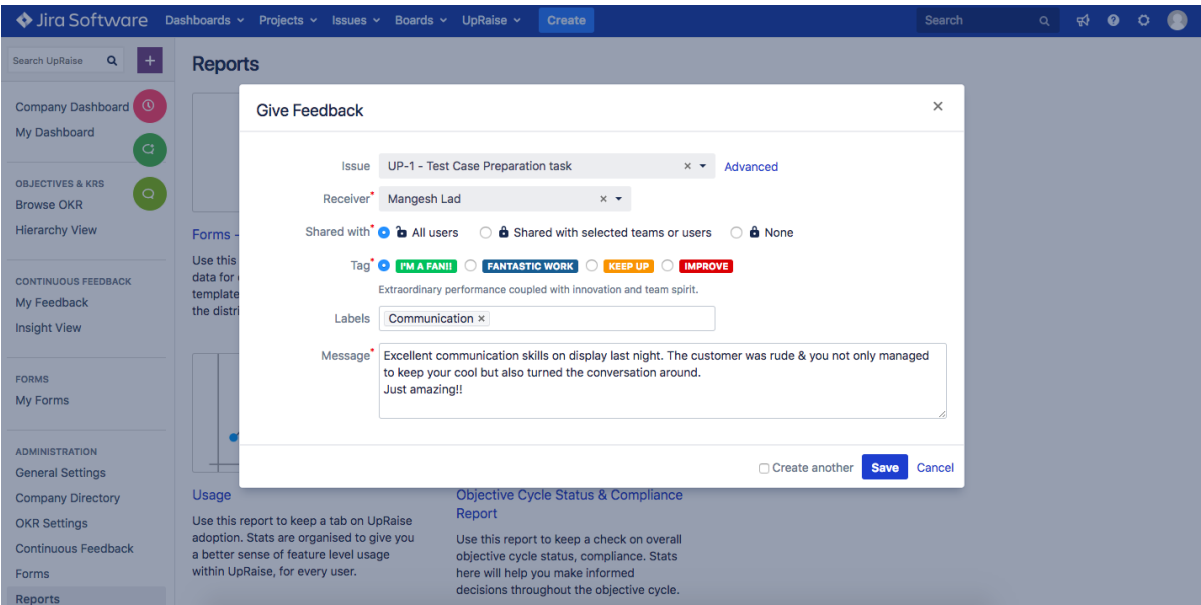 Jira Software Dashboards Projects Issues Boards UpRaise Create Search
Search UpRaise
+
Company Dashboard
My Dashboard
OBJECTIVES & KRS
Browse OKR
Hierarchy View
CONTINUOUS FEEDBACK
My Feedback
Insight View
FORMS
My Forms
ADMINISTRATION
General Settings
Company Directory
OKR Settings
Continuous Feedback
Forms
Reports
Reports
Forms -
Use this
data for
template
the distri
Give Feedback
Issue UP-1 - Test Case Preparation task Advanced
Receiver* Mangesh Lad
Shared with* All users Shared with selected teams or users None
Tag* I'M A FAN!! FANTASTIC WORK KEEP UP IMPROVE
Extraordinary performance coupled with innovation and team spirit.
Labels Communication ×
Message* Excellent communication skills on display last night. The customer was rude & you not only managed
to keep your cool but also turned the conversation around.
Just amazing!!
Create another Save Cancel
Usage
Use this report to keep a tab on UpRaise
adoption. Stats are organised to give you
a better sense of feature level usage
within UpRaise, for every user.
Objective Cycle Status & Compliance
Report
Use this report to keep a check on overall
objective cycle status, compliance. Stats
here will help you make informed
decisions throughout the objective cycle.